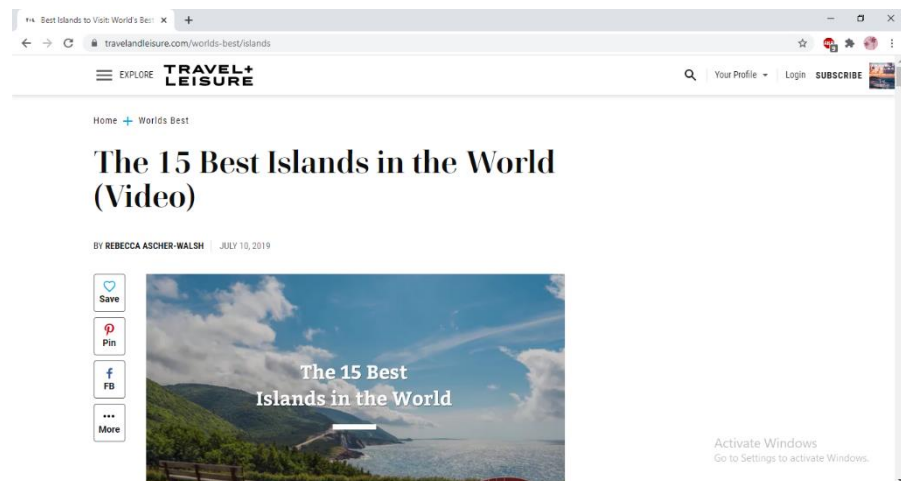 Best Islands to Visit: World's Bes
travelandleisure.com/worlds-best/islands
EXPLORE TRAVEL+ LEISURE Your Profile Login SUBSCRIBE
Home + Worlds Best
The 15 Best Islands in the World
(Video)
BY REBECCA ASCHER-WALSH JULY 10, 2019
Save
Pin
FB
More
The 15 Best
Islands in the World
Activate Windows
Go to Settings to activate Windows.